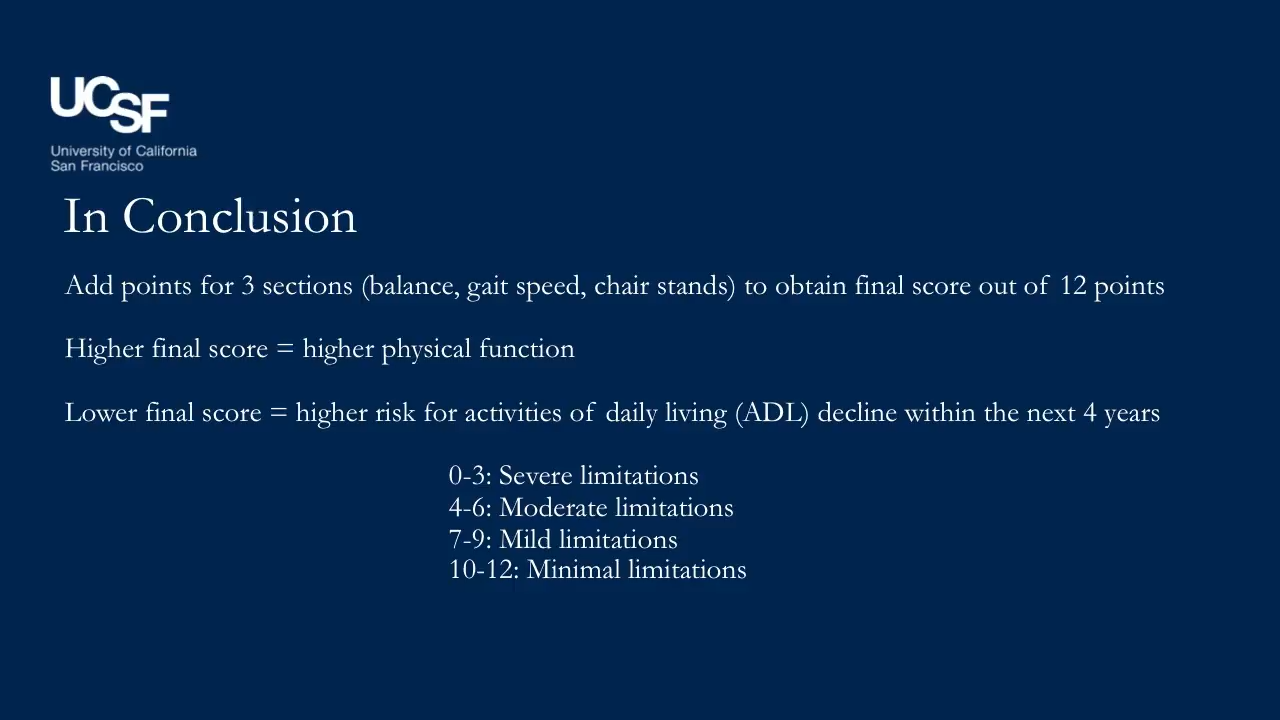 UCSF
University of California
San Francisco
In Conclusion
Add points for 3 sections (balance, gait speed, chair stands) to obtain final score out of 12 points
Higher final score = higher physical function
Lower final score = higher risk for activities of daily living (ADL) decline within the next 4 years
0-3: Severe limitations
4-6: Moderate limitations
7-9: Mild limitations
10-12: Minimal limitations